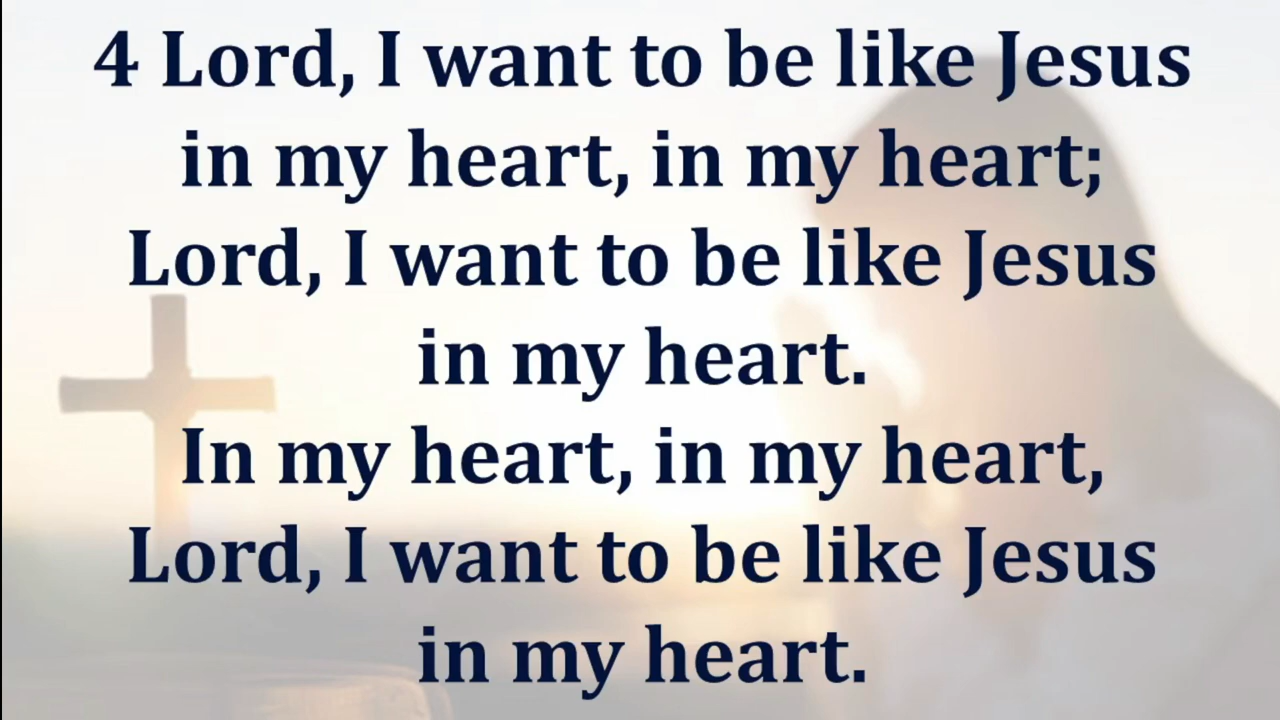 4 Lord, I want to be like Jesus
in my heart, in my heart;
Lord, I want to be like Jesus
in my heart.
In my heart, in my heart,
Lord, I want to be like Jesus
in my heart.